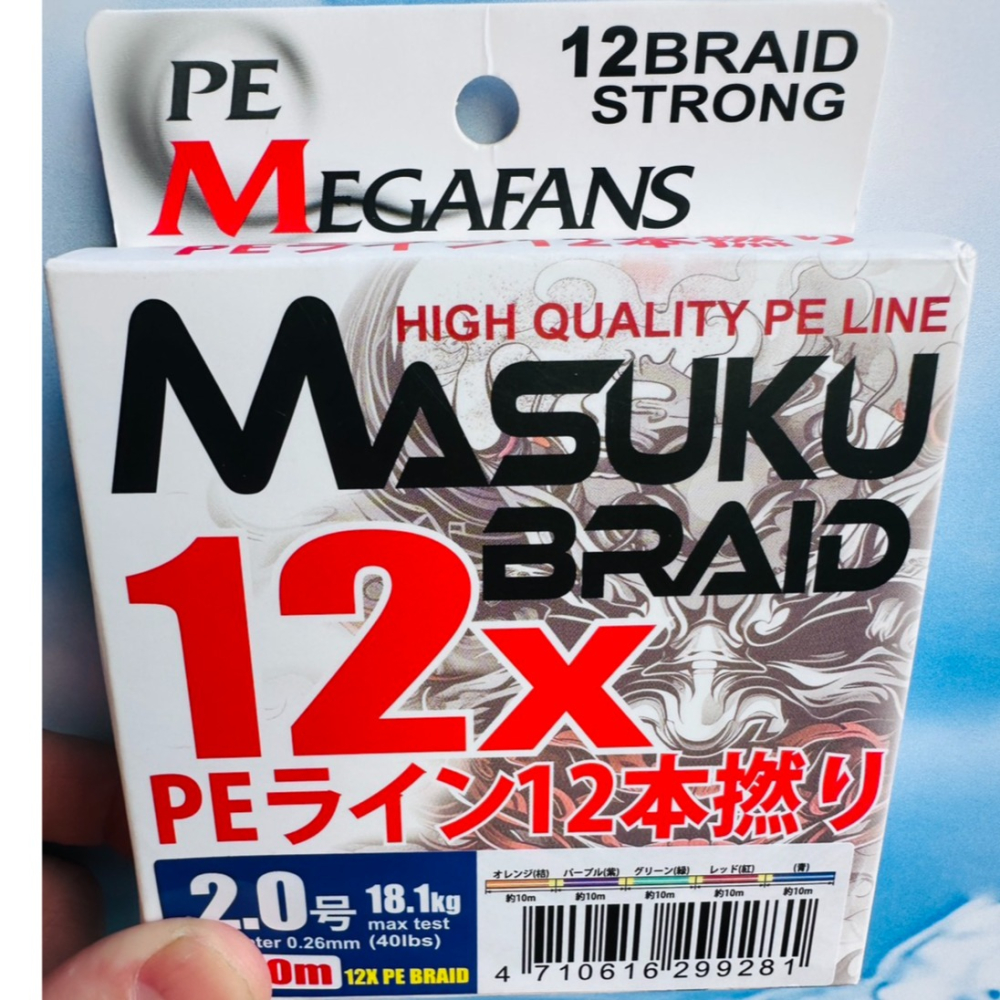 PE
MEGAFANS
12BRAID
STRONG
PEライン12本撚り
HIGH QUALITY PE LINE
MASUKU
BRAID
12x
PEライン12本撚り
2.0号 18.1kg
max test
0.26mm (40lbs)
0m 12X PE BRAID
オレンジ(桔) パープル(紫) グリーン(緑) レッド(紅) (青)
約10m 約10m 約10m 約10m 約10m
4 710616 299281